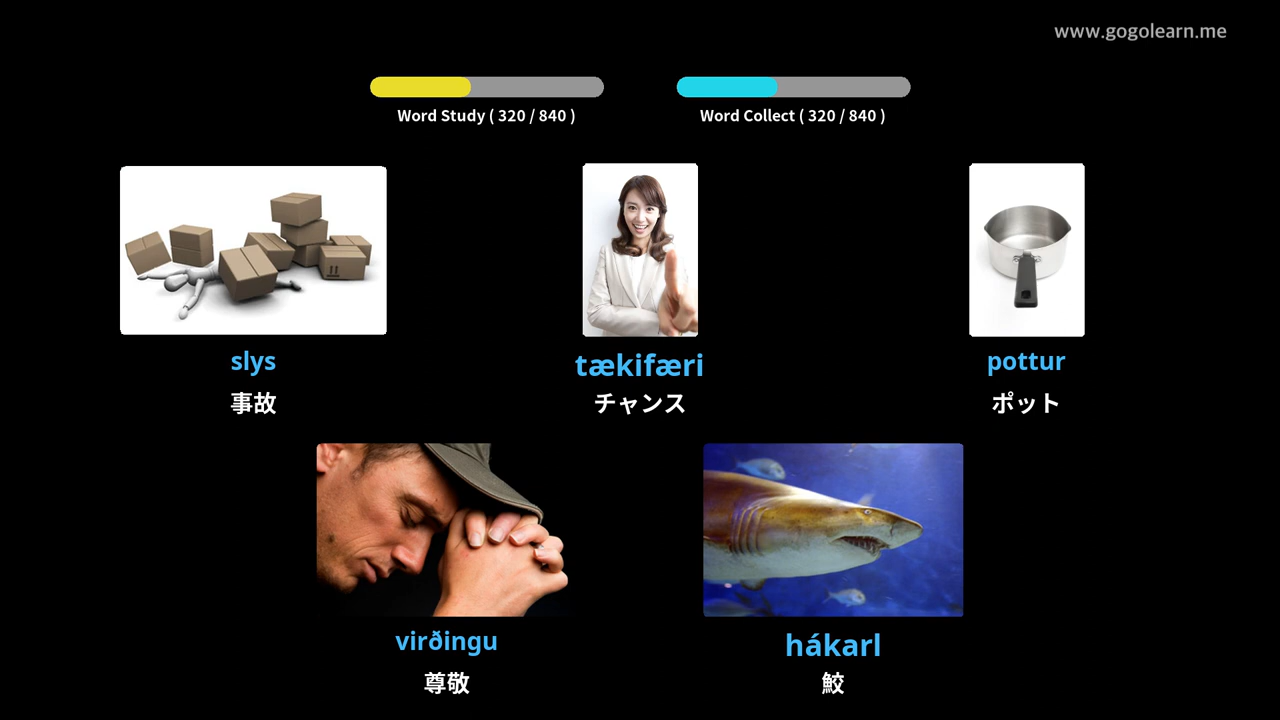 www.gogolearn.me
Word Study ( 320 / 840 )
Word Collect ( 320 / 840 )
slys
事故
tækifæri
チャンス
pottur
ポット
virðingu
尊敬
hákarl
鮫